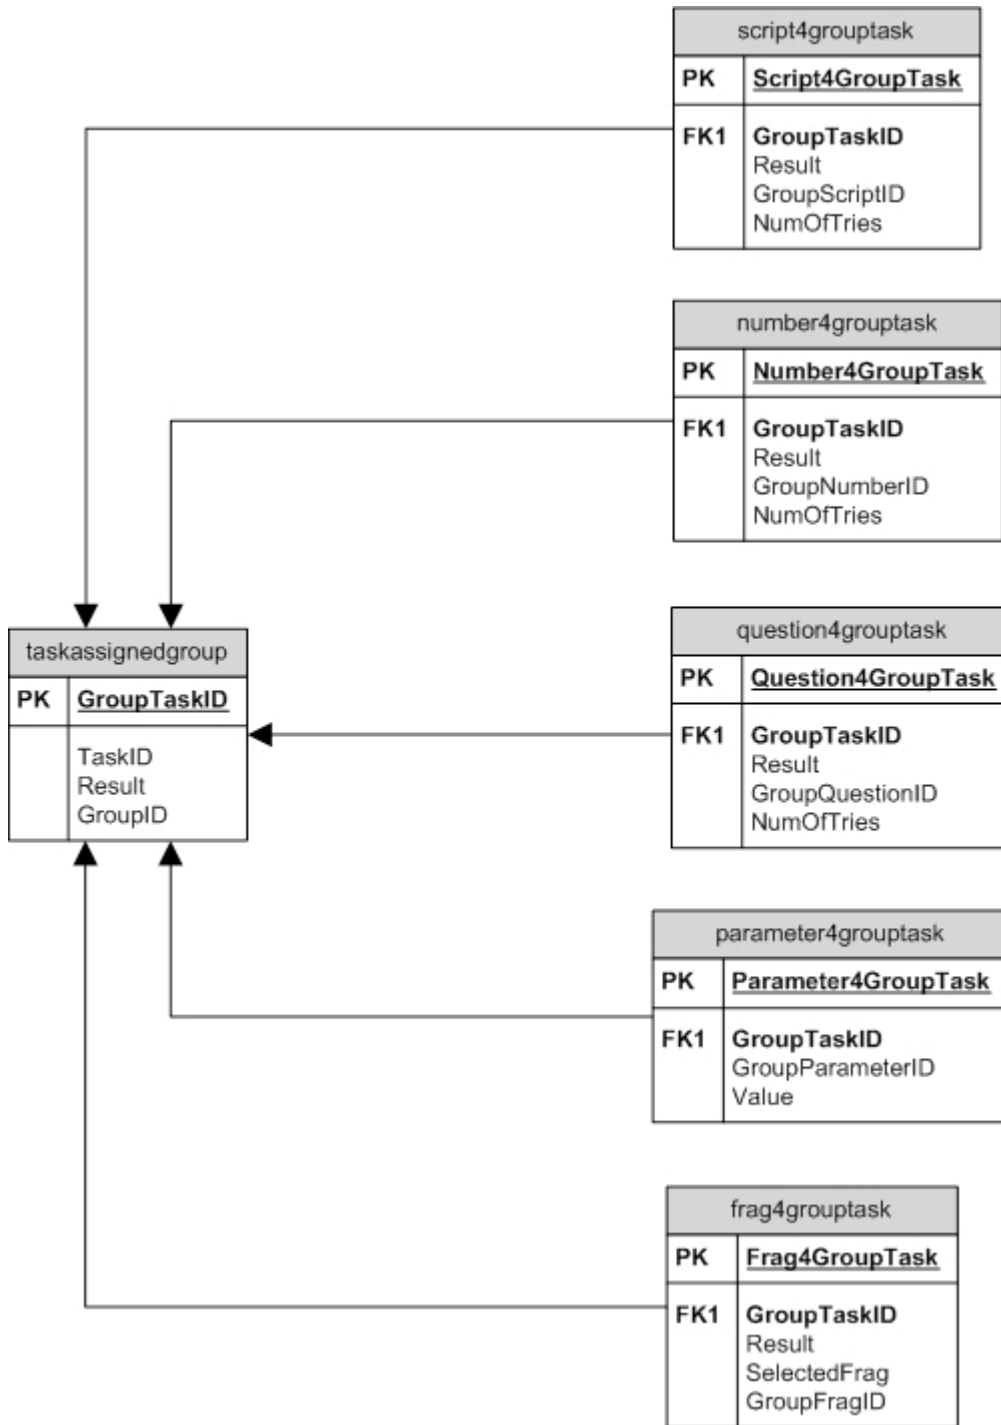 script4grouptask
PK Script4GroupTask
FK1 GroupTaskID
Result
GroupScriptID
NumOfTries
number4grouptask
PK Number4GroupTask
FK1 GroupTaskID
Result
GroupNumberID
NumOfTries
taskassignedgroup
PK GroupTaskID
TaskID
Result
GroupID
question4grouptask
PK Question4GroupTask
FK1 GroupTaskID
Result
GroupQuestionID
NumOfTries
parameter4grouptask
PK Parameter4GroupTask
FK1 GroupTaskID
GroupParameterID
Value
frag4grouptask
PK Frag4GroupTask
FK1 GroupTaskID
Result
SelectedFrag
GroupFragID